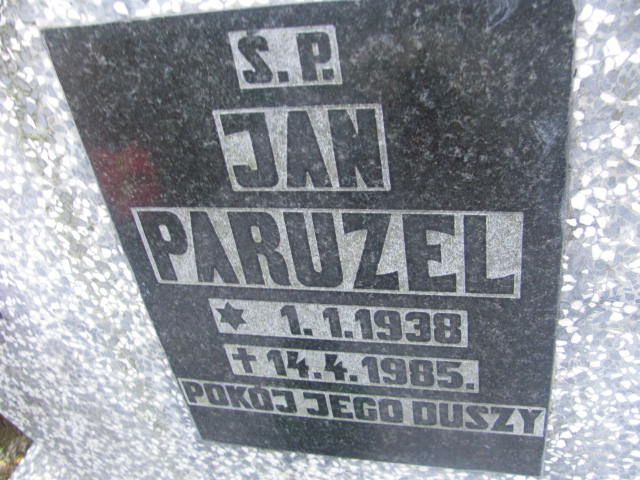 Ś. P.
JAN
PARUZEL
✶ 1.1.1938
✝ 14.4.1985.
POKÓJ JEGO DUSZY